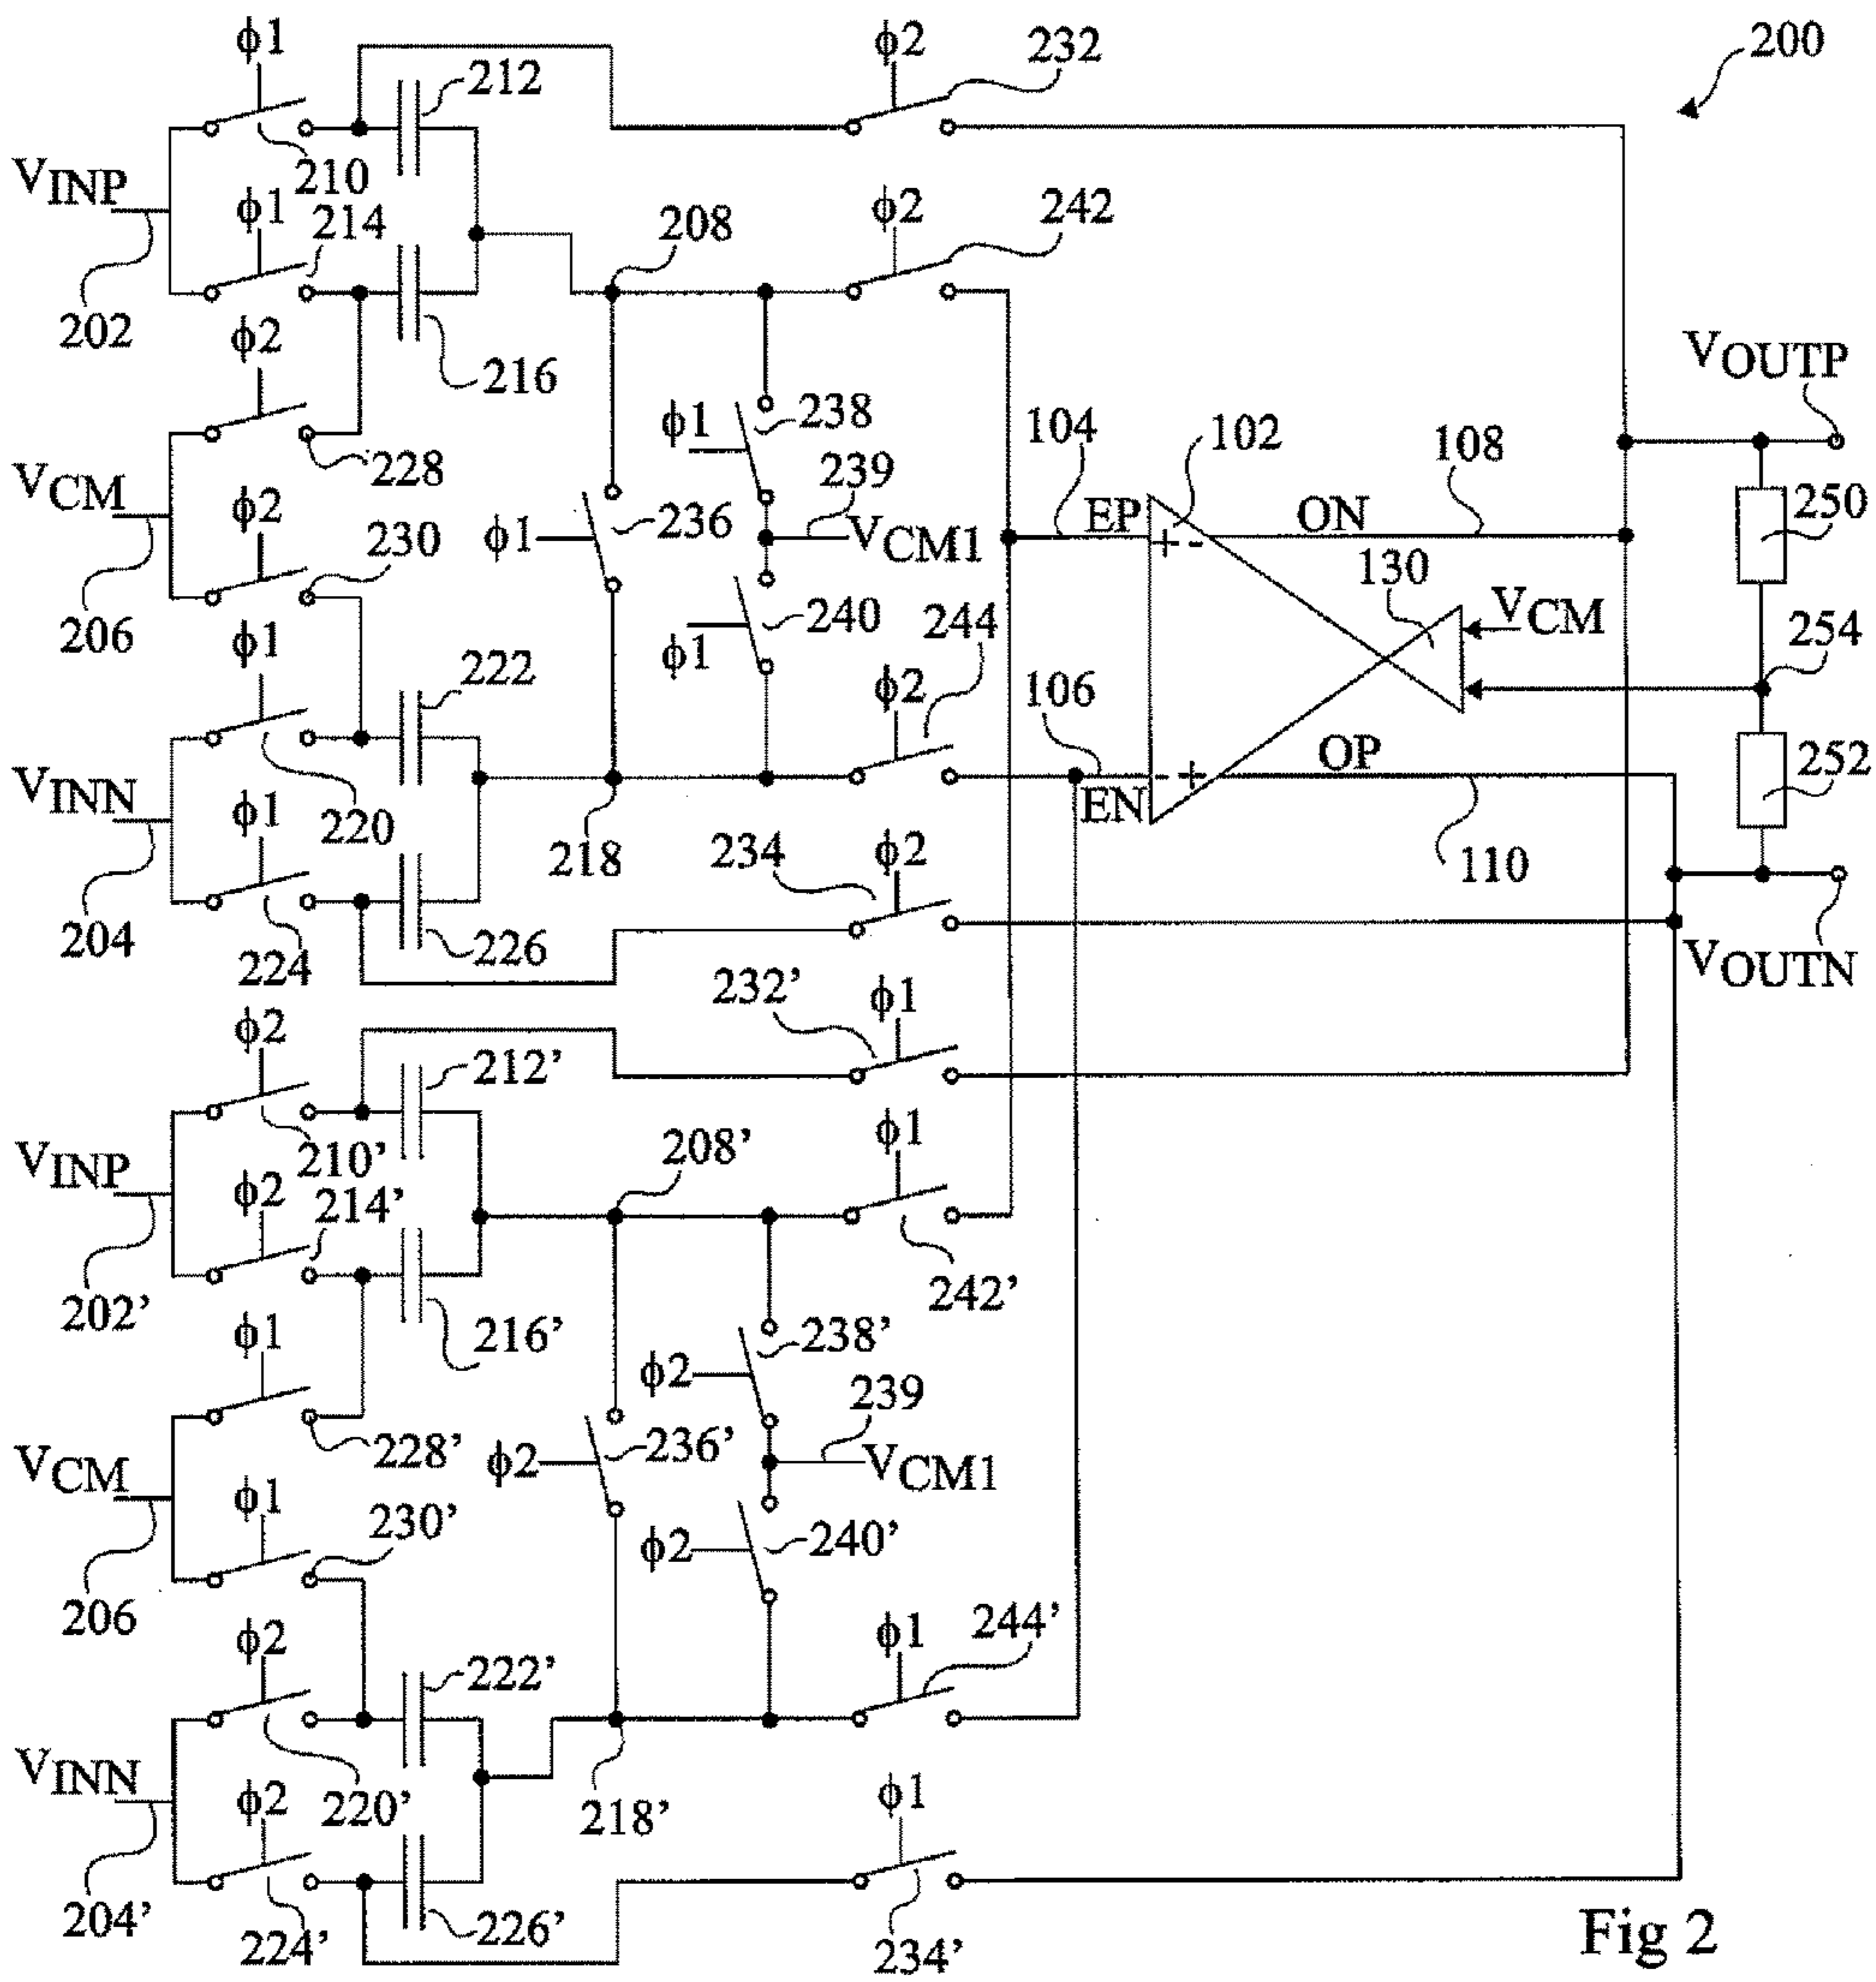 ϕ1
212
ϕ2
232
200
VINP
210
ϕ1
214
208
ϕ2
242
202
ϕ2
216
VOUTP
VCM
228
ϕ1
238
104
102
108
ϕ2
230
239
EP
ON
250
ϕ1
236
VCM1
+ -
130
206
ϕ1
222
ϕ1
240
244
VCM
254
ϕ2
106
VINN
220
OP
252
ϕ1
218
EN
- +
234
ϕ2
110
204
224
226
VOUTN
232’
ϕ1
ϕ2
212’
VINP
210’
208’
ϕ1
ϕ2
214’
202’
216’
242’
ϕ1
238’
ϕ2
239
VCM
228’
ϕ2
236’
VCM1
ϕ1
230’
ϕ2
240’
206
ϕ2
222’
ϕ1
244’
VINN
220’
ϕ2
218’
ϕ1
204’
224’
226’
234’
Fig 2